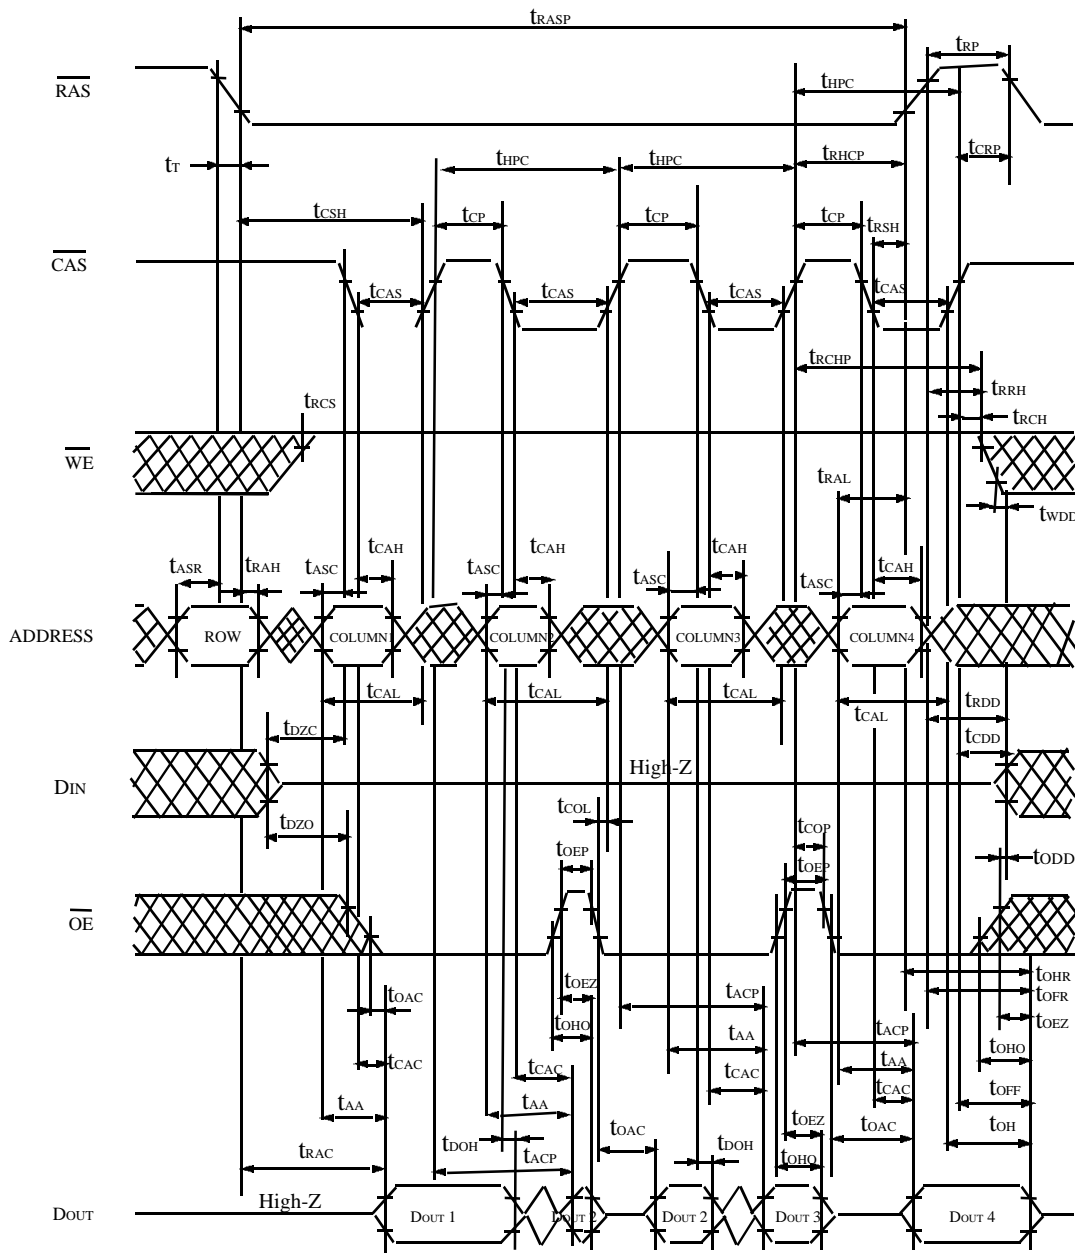 tRASP
tRP
RAS
tHPC
tT
tHPC
tHPC
tRHCP
tCRP
tCSH
tCP
tCP
tCP
tRSH
CAS
tCAS
tCAS
tCAS
tCAS
tRCHP
tRRH
tRCS
tRCH
WE
tRAL
tWDD
tASR
tRAH
tASC
tCAH
tASC
tCAH
tASC
tCAH
tASC
tCAH
ADDRESS
ROW
COLUMN1
COLUMN2
COLUMN3
COLUMN4
tCAL
tCAL
tCAL
tCAL
tRDD
tDZC
tCDD
DIN
High-Z
tDZO
tCOL
tCOP
tOEP
tOEP
tODD
OE
tOHR
tOAC
tOEZ
tACP
tOFR
tOHO
tAA
tACP
tOEZ
tCAC
tCAC
tCAC
tAA
tOHO
tAA
tAA
tCAC
tOFF
tRAC
tDOH
tACP
tOAC
tDOH
tOEZ
tOHO
tOAC
tOH
High-Z
DOUT
DOUT 1
DOUT 2
DOUT 2
DOUT 3
DOUT 4